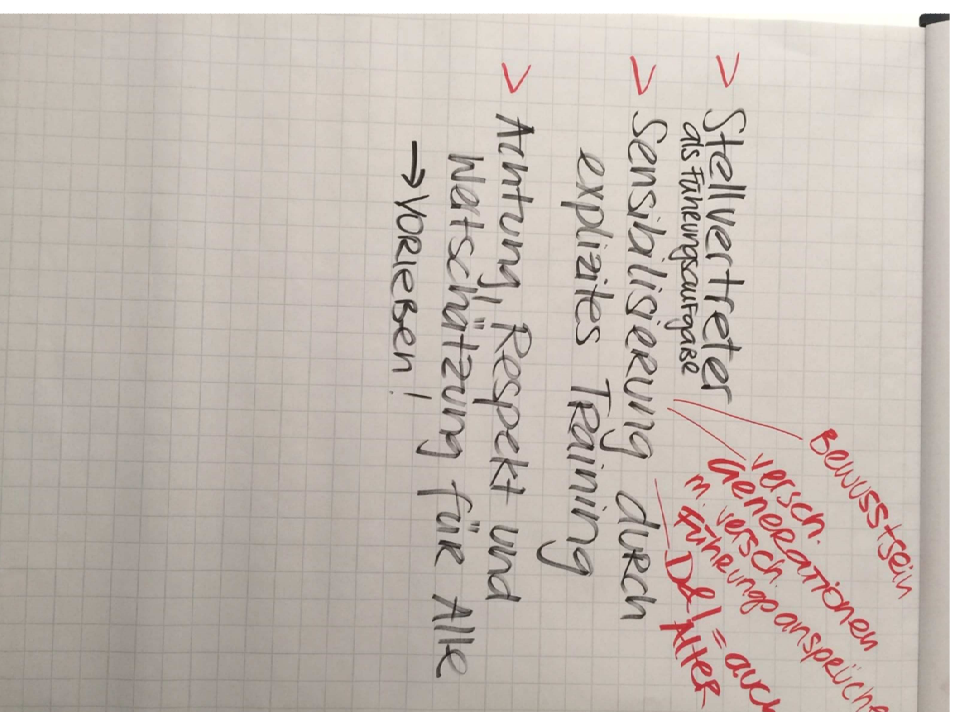 > Stellvertreter
als Führungsaufgabe
> Sensibilisierung durch
explizites Training
> Achtung, Respekt und
Wertschätzung für Alle
→ Vorleben!
Bewusstsein
versch.
Generationen
m. versch.
Führungsansprüche
D&I = auch
Alter